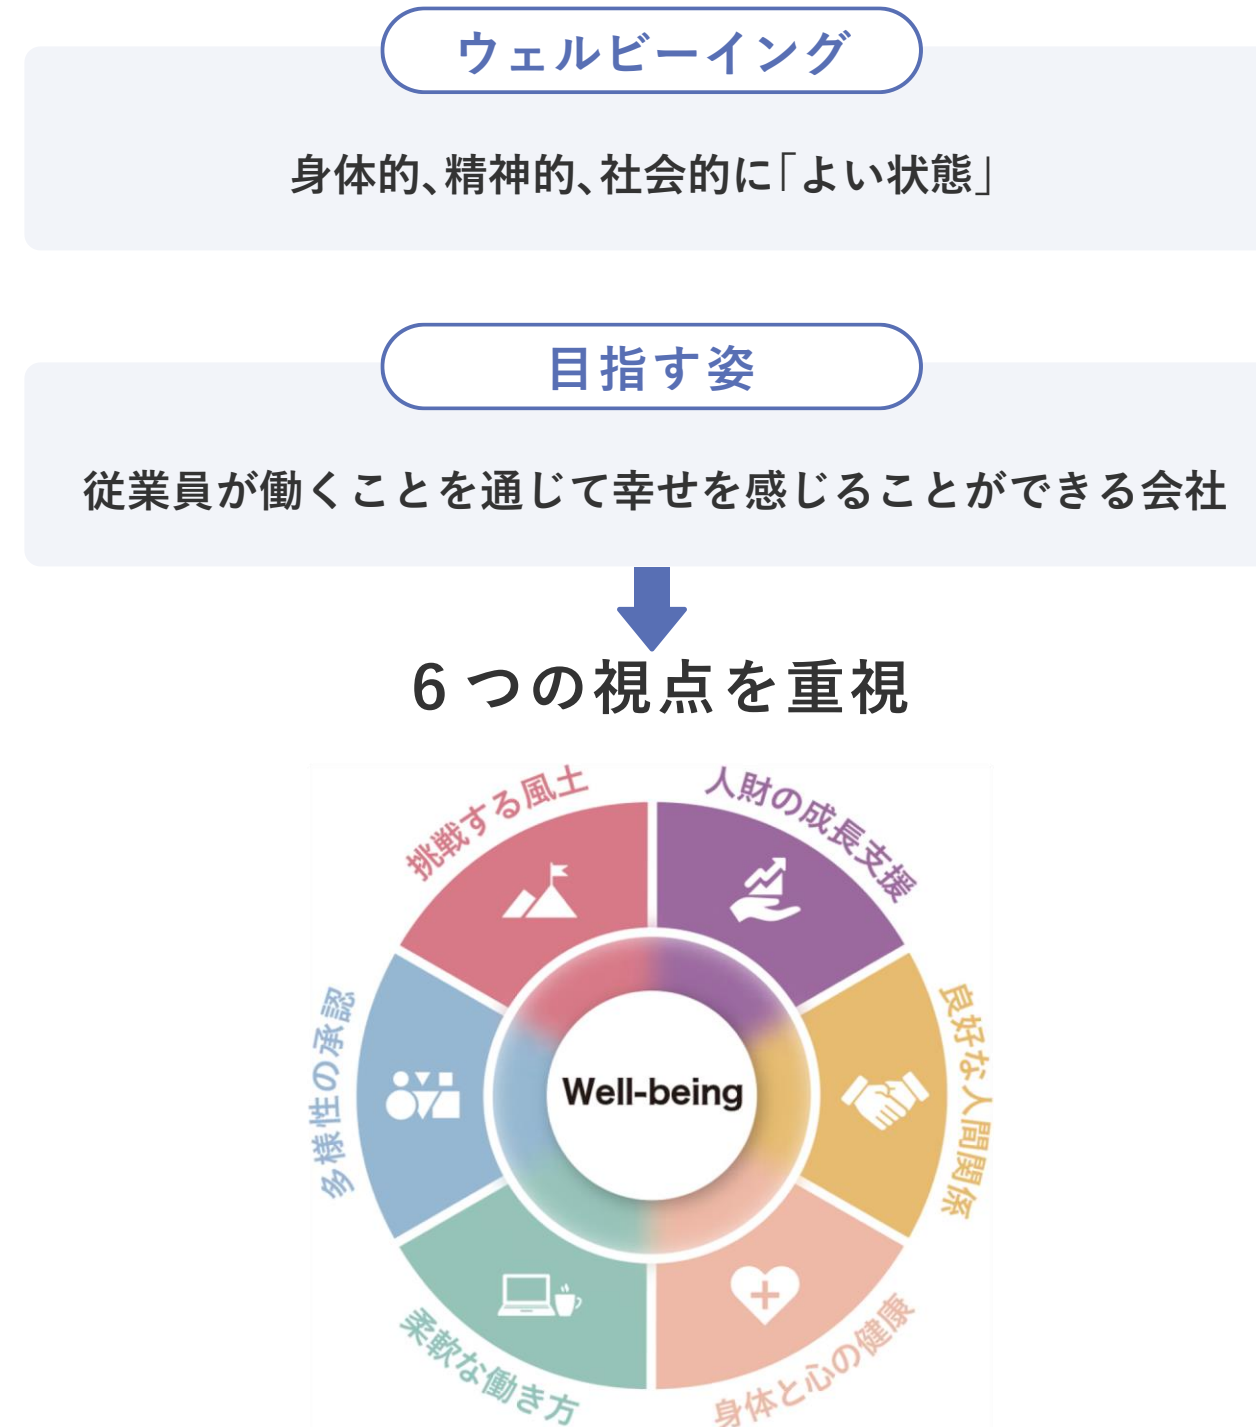 ウェルビーイング
身体的、精神的、社会的に「よい状態」
目指す姿
従業員が働くことを通じて幸せを感じることができる会社
6つの視点を重視
挑戦する風土
人財の成長支援
多様性の承認
良好な人間関係
Well-being
柔軟な働き方
身体と心の健康